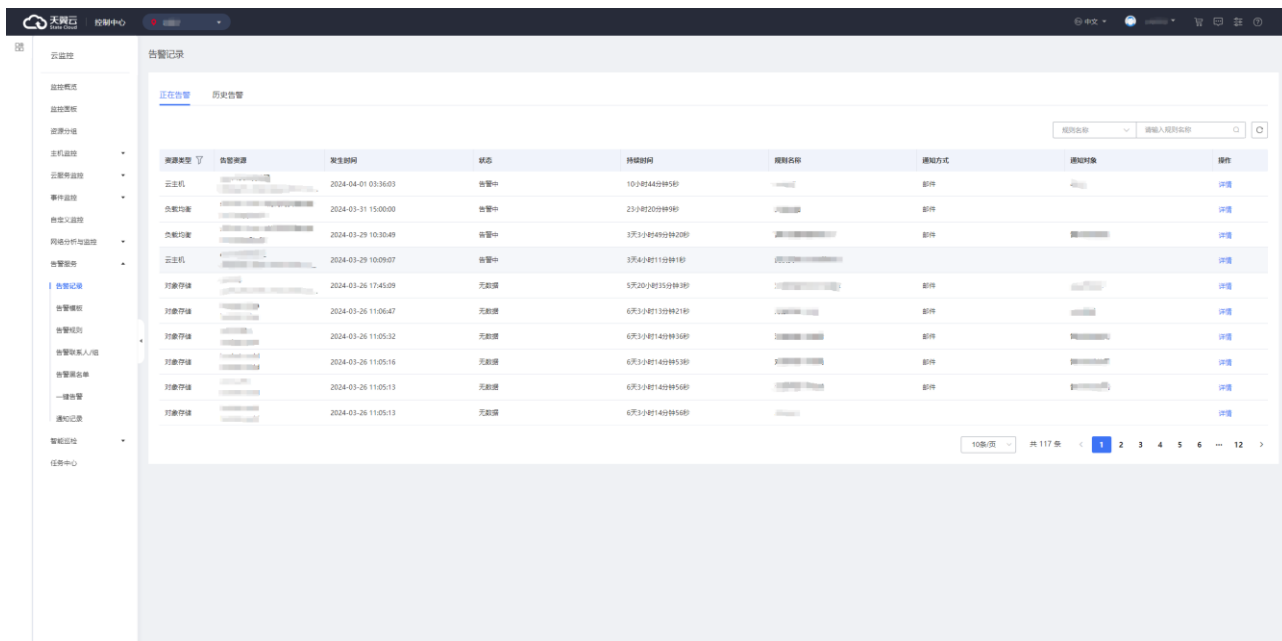 天翼云 控制中心 中文
State Cloud
云监控
监控概览
监控面板
资源分组
主机监控
云服务监控
事件监控
自定义监控
网络分析与监控
告警服务
告警记录
告警模板
告警规则
告警联系人/组
告警黑名单
一键告警
通知记录
智能巡检
任务中心
告警记录
正在告警 历史告警
规则名称 请输入规则名称
资源类型 告警资源 发生时间 状态 持续时间 规则名称 通知方式 通知对象 操作
云主机 2024-04-01 03:36:03 告警中 10小时44分钟5秒 邮件 详情
负载均衡 2024-03-31 15:00:00 告警中 23小时20分钟9秒 邮件 详情
负载均衡 2024-03-29 10:30:49 告警中 3天3小时49分钟20秒 邮件 详情
云主机 2024-03-29 10:09:07 告警中 3天4小时11分钟1秒 详情
对象存储 2024-03-26 17:45:09 无数据 5天20小时35分钟3秒 邮件 详情
对象存储 2024-03-26 11:06:47 无数据 6天3小时13分钟21秒 邮件 详情
对象存储 2024-03-26 11:05:32 无数据 6天3小时14分钟36秒 邮件 详情
对象存储 2024-03-26 11:05:16 无数据 6天3小时14分钟53秒 邮件 详情
对象存储 2024-03-26 11:05:13 无数据 6天3小时14分钟56秒 邮件 详情
对象存储 2024-03-26 11:05:13 无数据 6天3小时14分钟56秒 详情
10条/页 共 117 条 < 1 2 3 4 5 6 ··· 12 >